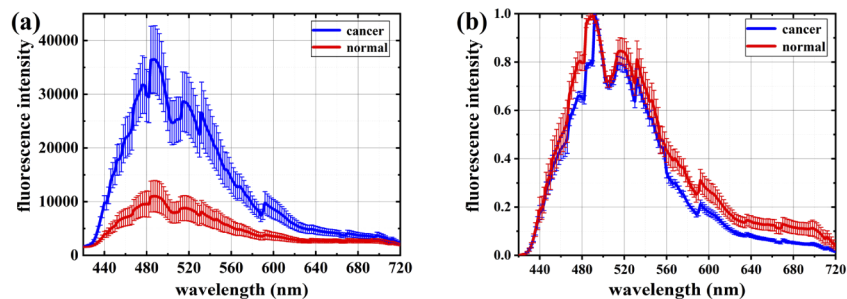 (a)
fluorescence intensity
40000
30000
20000
10000
0
cancer
normal
440 480 520 560 600 640 680 720
wavelength (nm)
(b)
fluorescence intensity
1.0
0.8
0.6
0.4
0.2
0.0
cancer
normal
440 480 520 560 600 640 680 720
wavelength (nm)